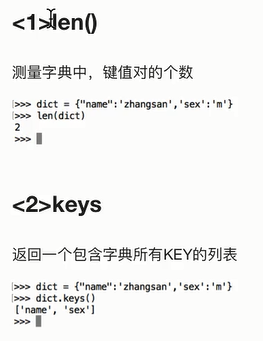 <1>len()
测量字典中，键值对的个数
>>> dict = {"name":'zhangsan','sex':'m'}
>>> len(dict)
2
>>>
<2>keys
返回一个包含字典所有KEY的列表
>>> dict = {"name":'zhangsan','sex':'m'}
>>> dict.keys()
['name', 'sex']
>>>